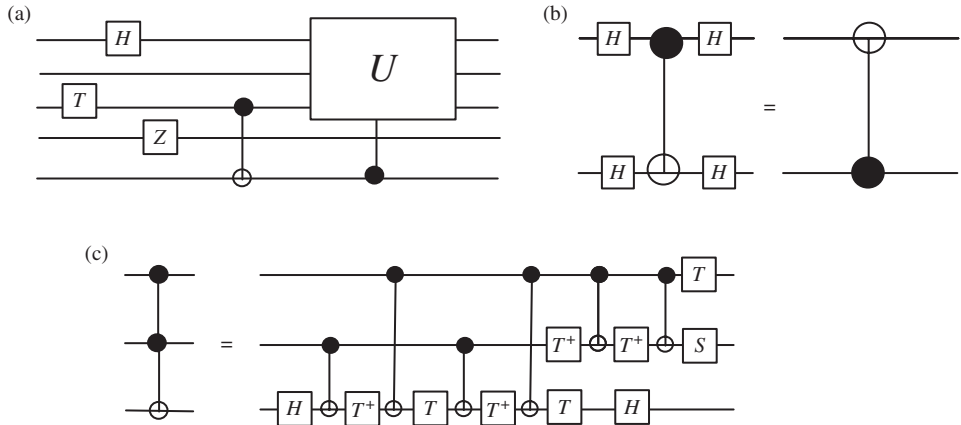 (a)
H
U
T
Z
(b)
H H
=
H H
(c)
=
T
T⁺ T⁺ S
H T⁺ T T⁺ T H